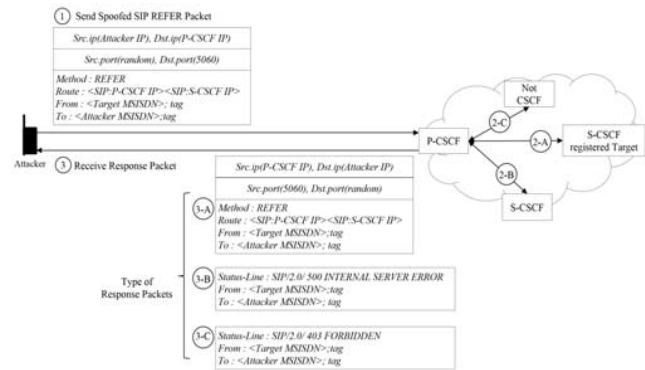 1 Send Spoofed SIP REFER Packet
Src.ip(Attacker IP), Dst.ip(P-CSCF IP)
Src.port(random), Dst.port(5060)
Method : REFER
Route : <SIP:P-CSCF IP><SIP:S-CSCF IP>
From : <Target MSISDN>; tag
To : <Attacker MSISDN>;tag
Attacker
P-CSCF
Not
CSCF
2-C
2-A
S-CSCF
registered Target
2-B
S-CSCF
3 Receive Response Packet
Src.ip(P-CSCF IP), Dst.ip(Attacker IP)
Src.port(5060), Dst.port(random)
3-A
Method : REFER
Route : <SIP:P-CSCF IP><SIP:S-CSCF IP>
From : <Target MSISDN>;tag
To : <Attacker MSISDN>; tag
Type of
Response Packets
3-B
Status-Line : SIP/2.0/ 500 INTERNAL SERVER ERROR
From : <Target MSISDN>;tag
To : <Attacker MSISDN>; tag
3-C
Status-Line : SIP/2.0/ 403 FORBIDDEN
From : <Target MSISDN>;tag
To : <Attacker MSISDN>; tag